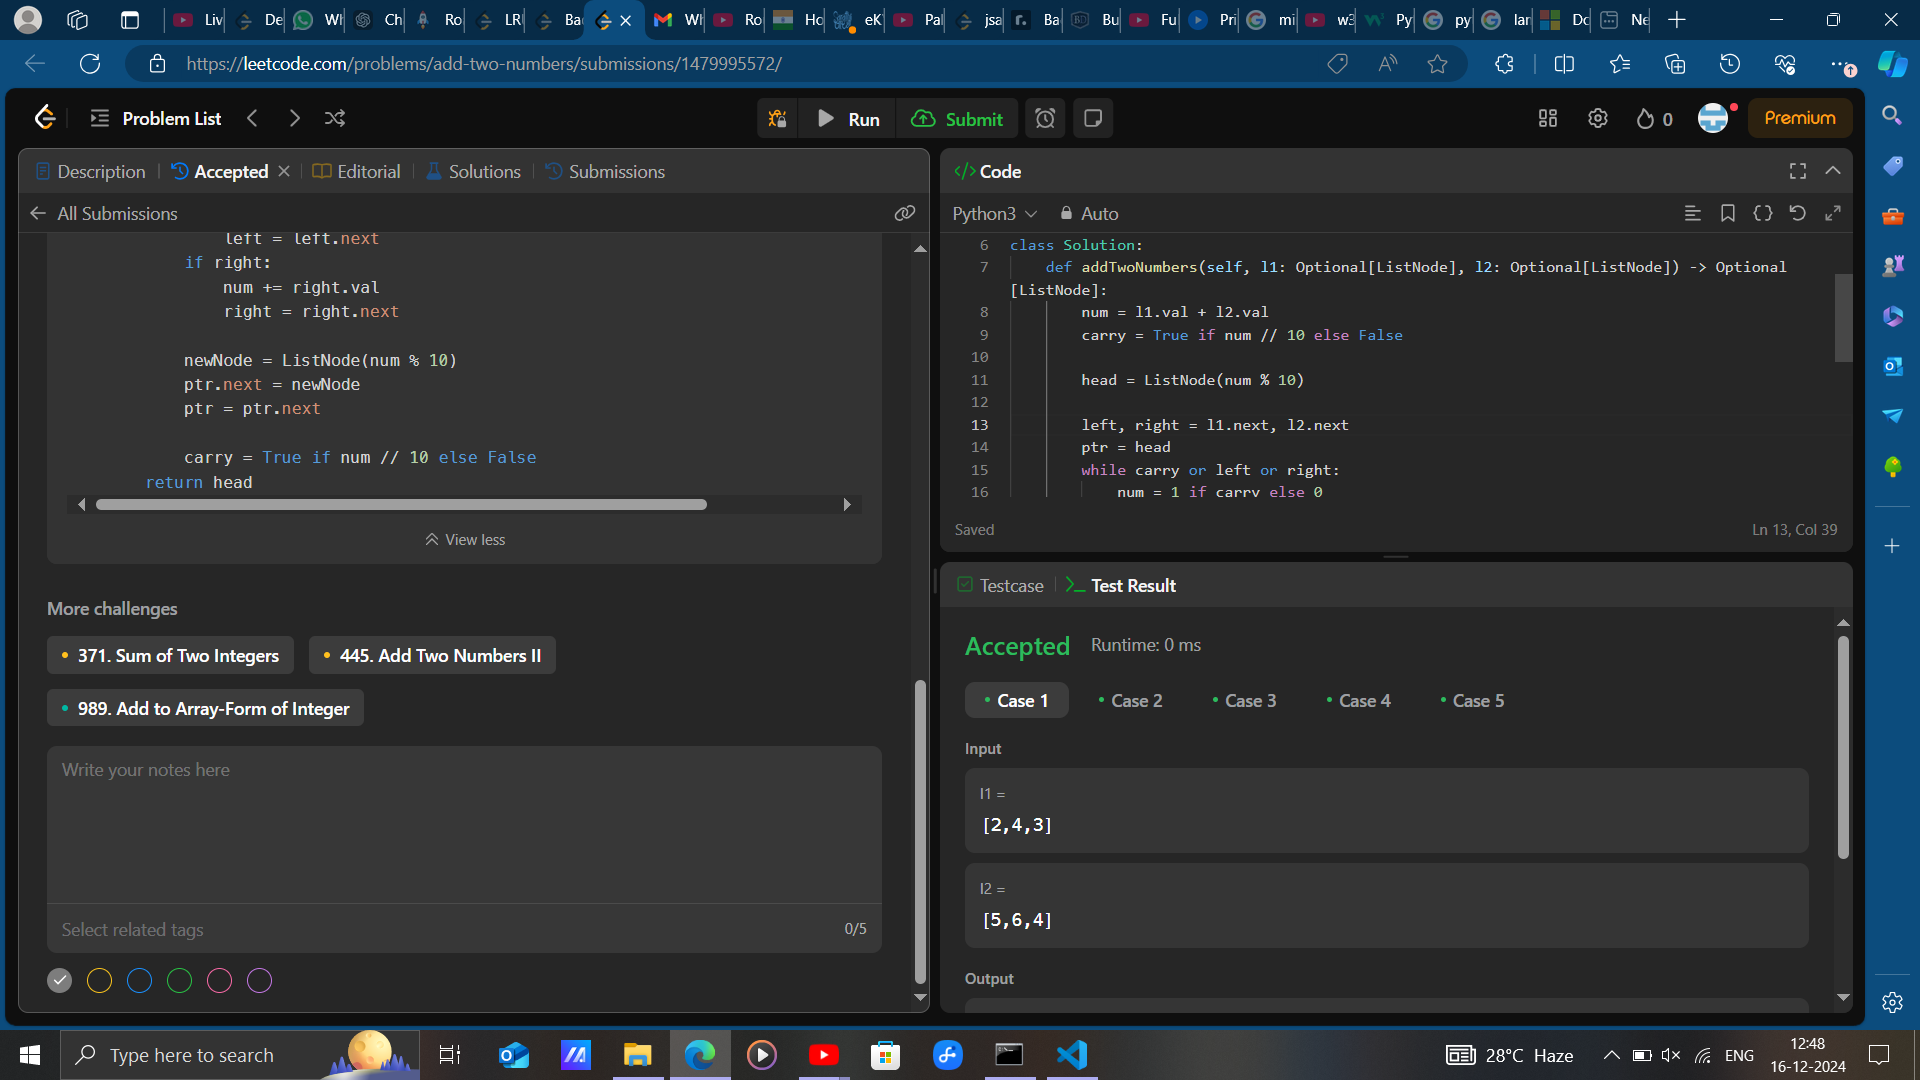 Liv
De
Wh
Ch
Ro
LRU
Ba
Wh
Ro
Ho
eK
Pal
jsa
Ba
Bu
Fu
Pri
mi
w3
Py
py
lar
Do
Ne
https://leetcode.com/problems/add-two-numbers/submissions/1479995572/
Problem List
Run
Submit
0
Premium
Description
Accepted
Editorial
Solutions
Submissions
All Submissions
left = left.next
if right:
num += right.val
right = right.next
newNode = ListNode(num % 10)
ptr.next = newNode
ptr = ptr.next
carry = True if num // 10 else False
return head
View less
More challenges
371. Sum of Two Integers
445. Add Two Numbers II
989. Add to Array-Form of Integer
Write your notes here
Select related tags
0/5
</> Code
Python3
Auto
6 class Solution:
7 def addTwoNumbers(self, l1: Optional[ListNode], l2: Optional[ListNode]) -> Optional
[ListNode]:
8 num = l1.val + l2.val
9 carry = True if num // 10 else False
10
11 head = ListNode(num % 10)
12
13 left, right = l1.next, l2.next
14 ptr = head
15 while carry or left or right:
16 num = 1 if carry else 0
Saved
Ln 13, Col 39
Testcase
Test Result
Accepted
Runtime: 0 ms
Case 1
Case 2
Case 3
Case 4
Case 5
Input
l1 =
[2,4,3]
l2 =
[5,6,4]
Output
Type here to search
28°C Haze
ENG
12:48
16-12-2024